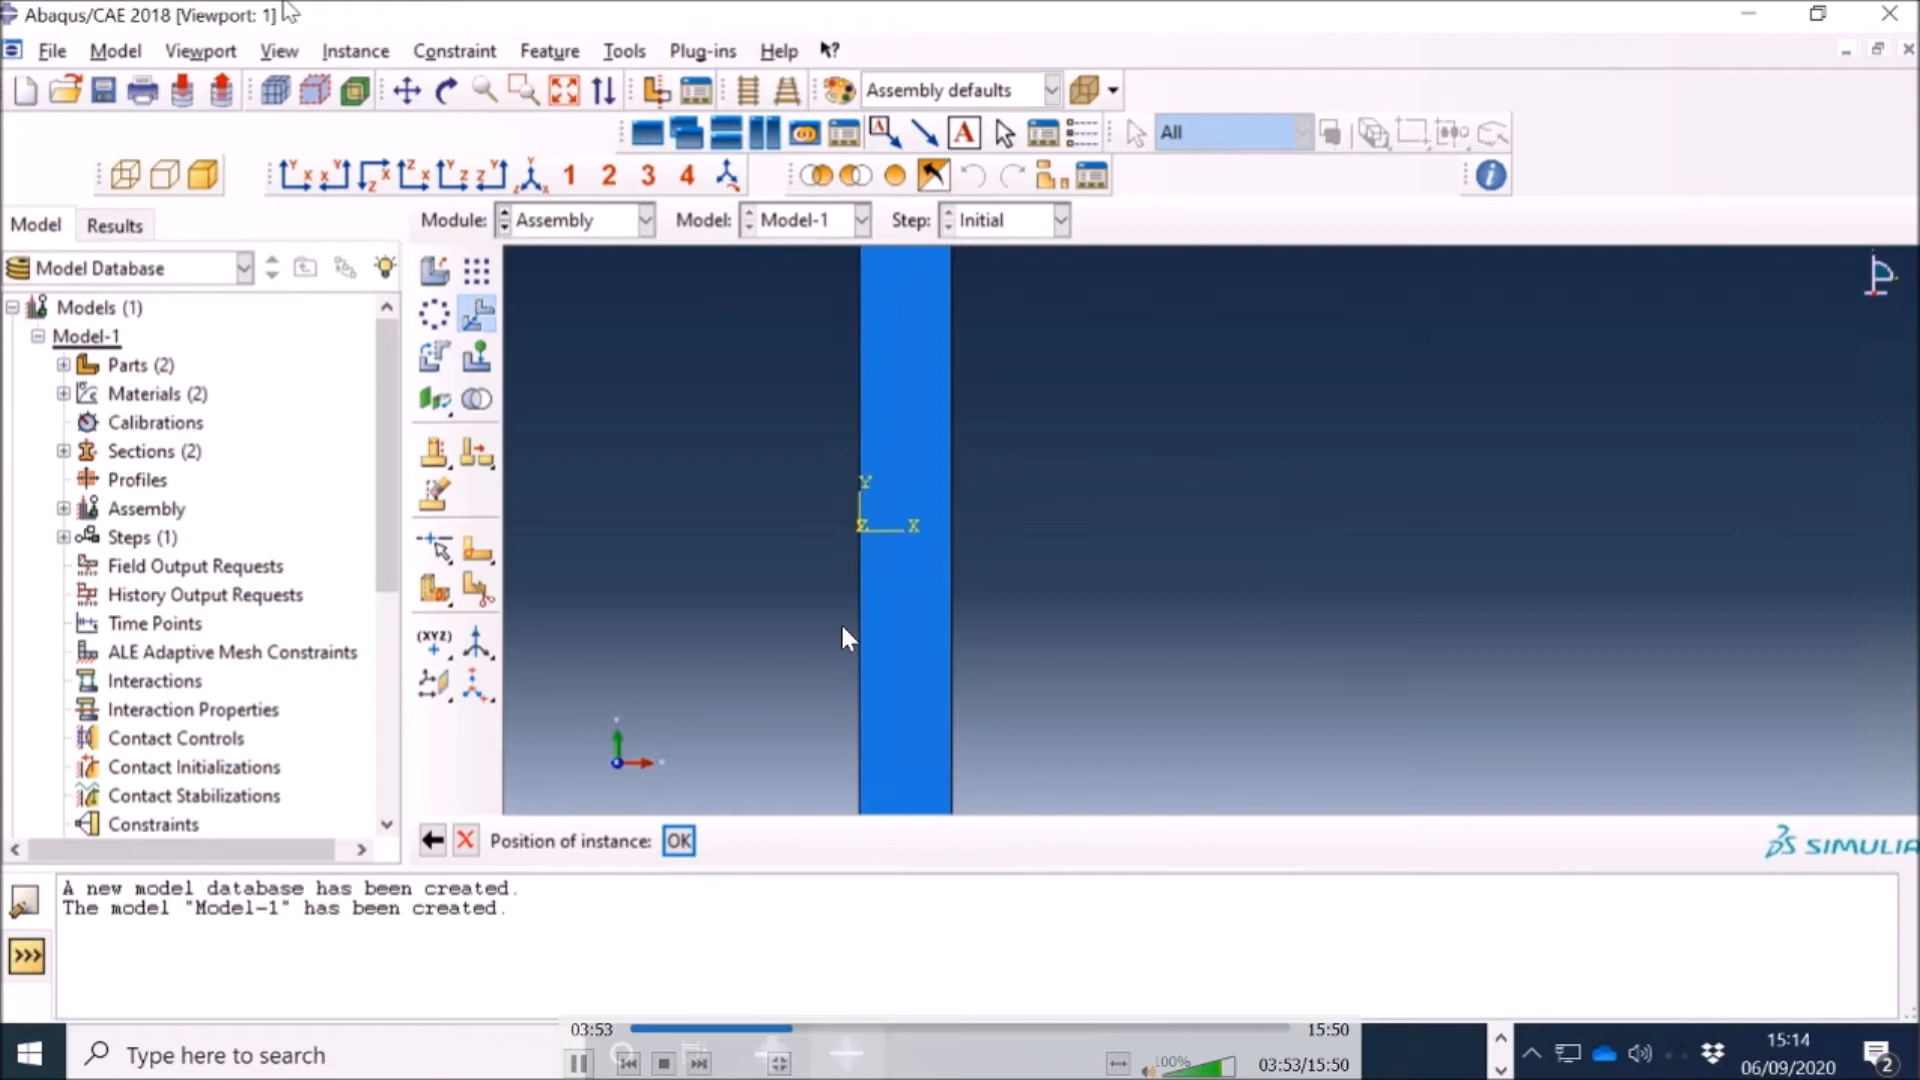 Abaqus/CAE 2018 [Viewport: 1]
File Model Viewport View Instance Constraint Feature Tools Plug-ins Help
Assembly defaults
A A All
Y X X Y Z X Z X Y Z Z Y Y Z X 1 2 3 4
i
Model Results
Module: Assembly Model: Model-1 Step: Initial
Model Database
Models (1)
Model-1
Parts (2)
Materials (2)
Calibrations
Sections (2)
Profiles
Assembly
Steps (1)
Field Output Requests
History Output Requests
Time Points
ALE Adaptive Mesh Constraints
Interactions
Interaction Properties
Contact Controls
Contact Initializations
Contact Stabilizations
Constraints
(XYZ)
Y
Z X
Position of instance: OK
SIMULIA
A new model database has been created.
The model "Model-1" has been created.
>>>
03:53 15:50
Type here to search
100% 03:53/15:50
15:14
06/09/2020
2